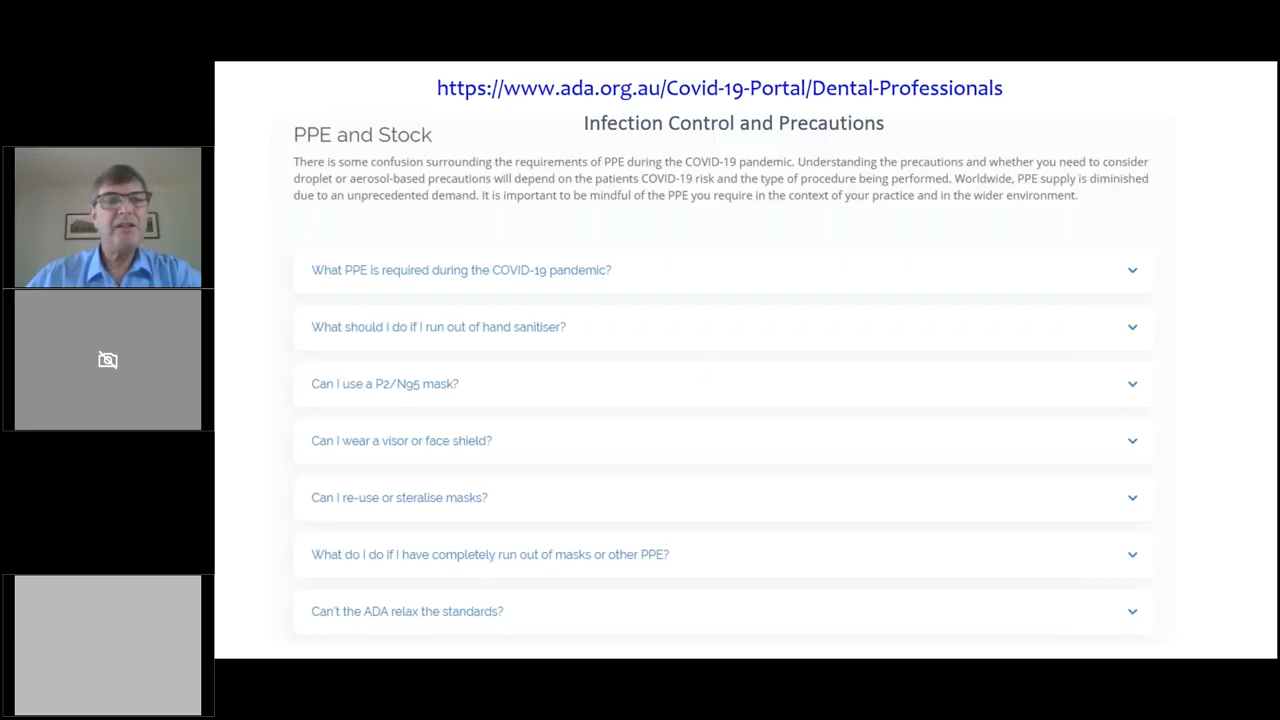 https://www.ada.org.au/Covid-19-Portal/Dental-Professionals
Infection Control and Precautions
PPE and Stock
There is some confusion surrounding the requirements of PPE during the COVID-19 pandemic. Understanding the precautions and whether you need to consider
droplet or aerosol-based precautions will depend on the patients COVID-19 risk and the type of procedure being performed. Worldwide, PPE supply is diminished
due to an unprecedented demand. It is important to be mindful of the PPE you require in the context of your practice and in the wider environment.
What PPE is required during the COVID-19 pandemic?
What should I do if I run out of hand sanitiser?
Can I use a P2/N95 mask?
Can I wear a visor or face shield?
Can I re-use or steralise masks?
What do I do if I have completely run out of masks or other PPE?
Can't the ADA relax the standards?